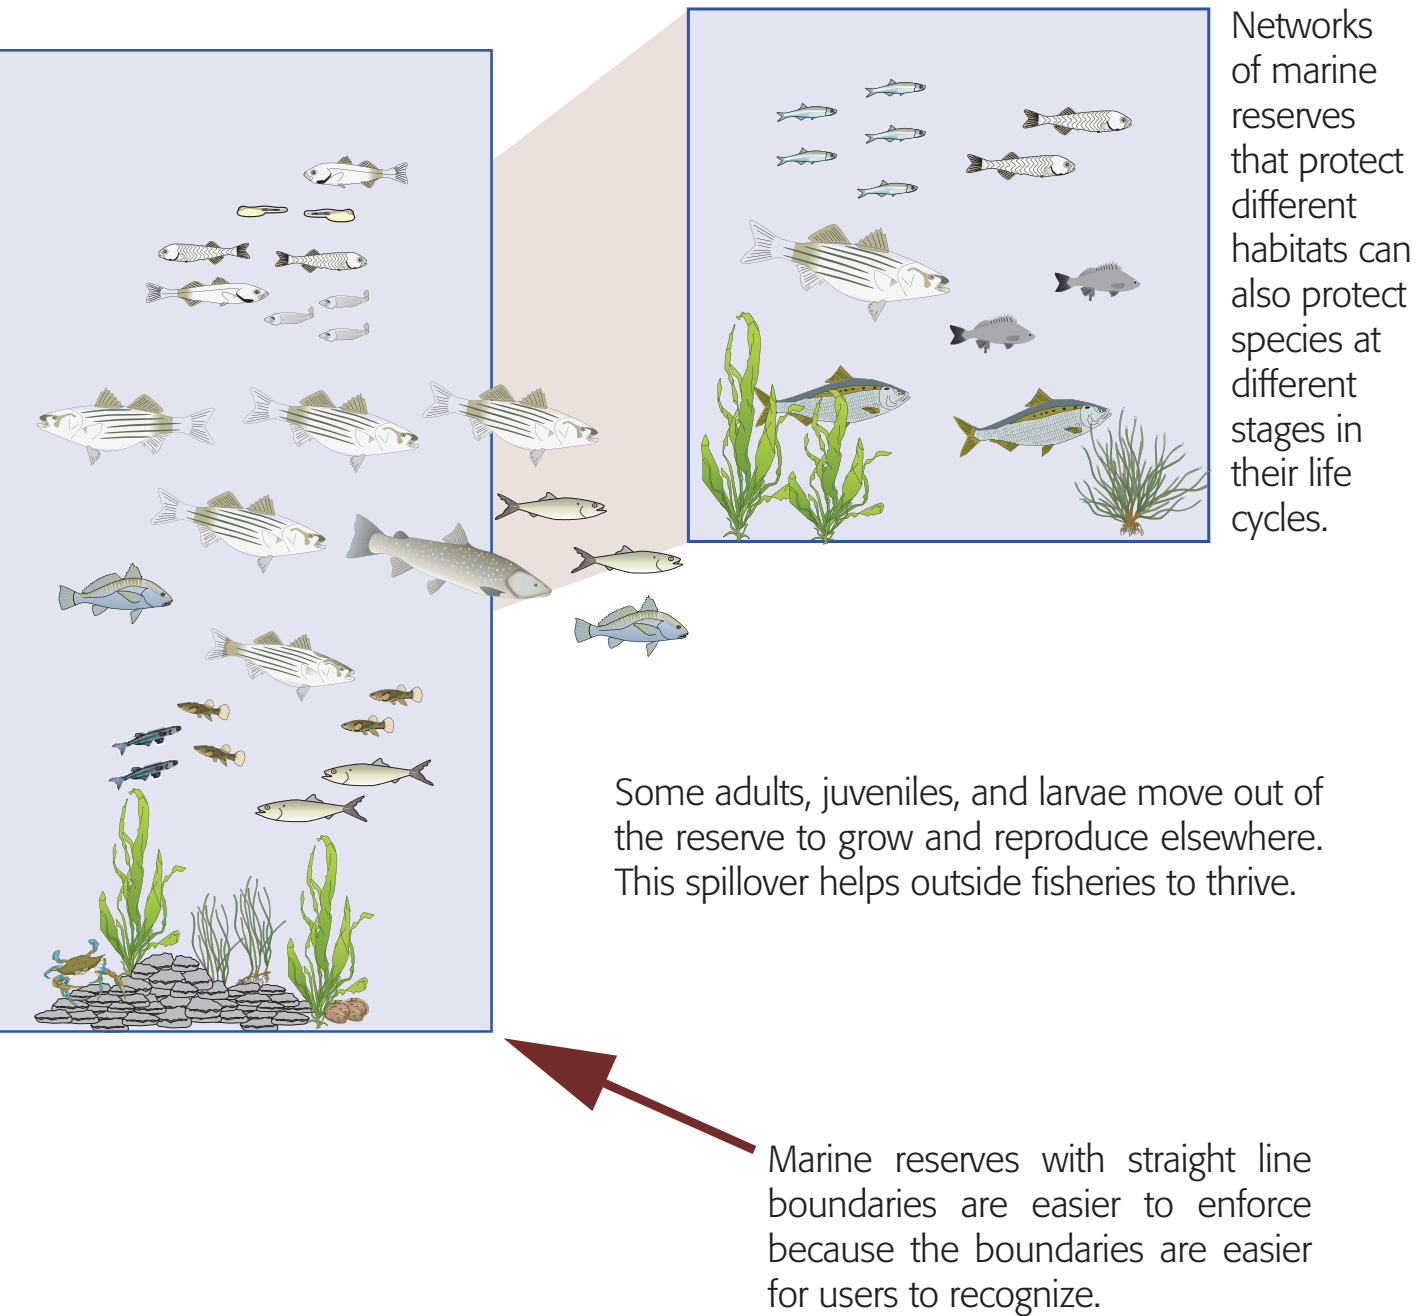 Networks
of marine
reserves
that protect
different
habitats can
also protect
species at
different
stages in
their life
cycles.
Some adults, juveniles, and larvae move out of
the reserve to grow and reproduce elsewhere.
This spillover helps outside fisheries to thrive.
Marine reserves with straight line
boundaries are easier to enforce
because the boundaries are easier
for users to recognize.